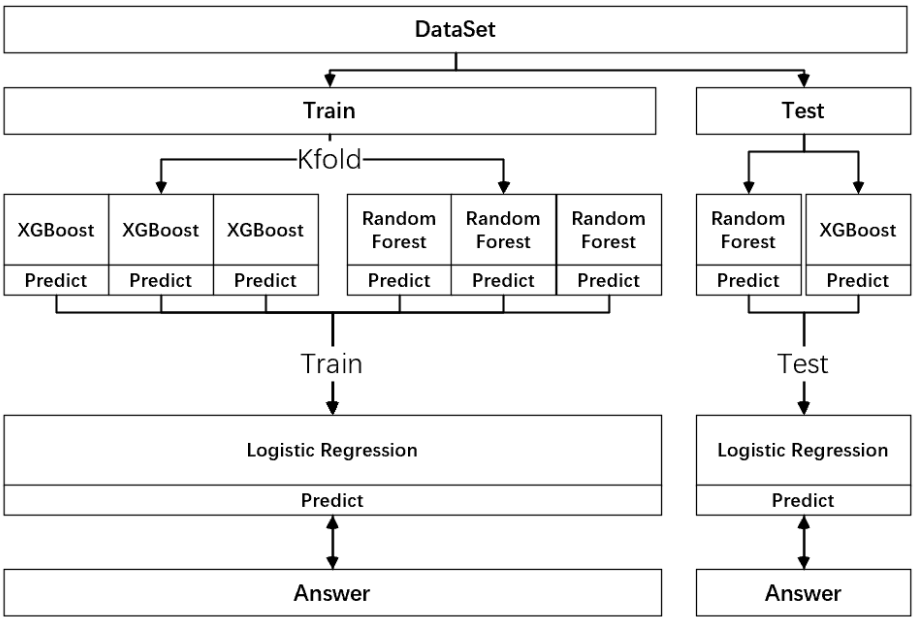 DataSet
Train
Test
Kfold
XGBoost
XGBoost
XGBoost
Random
Forest
Random
Forest
Random
Forest
Random
Forest
XGBoost
Predict
Predict
Predict
Predict
Predict
Predict
Predict
Predict
Train
Test
Logistic Regression
Logistic Regression
Predict
Predict
Answer
Answer